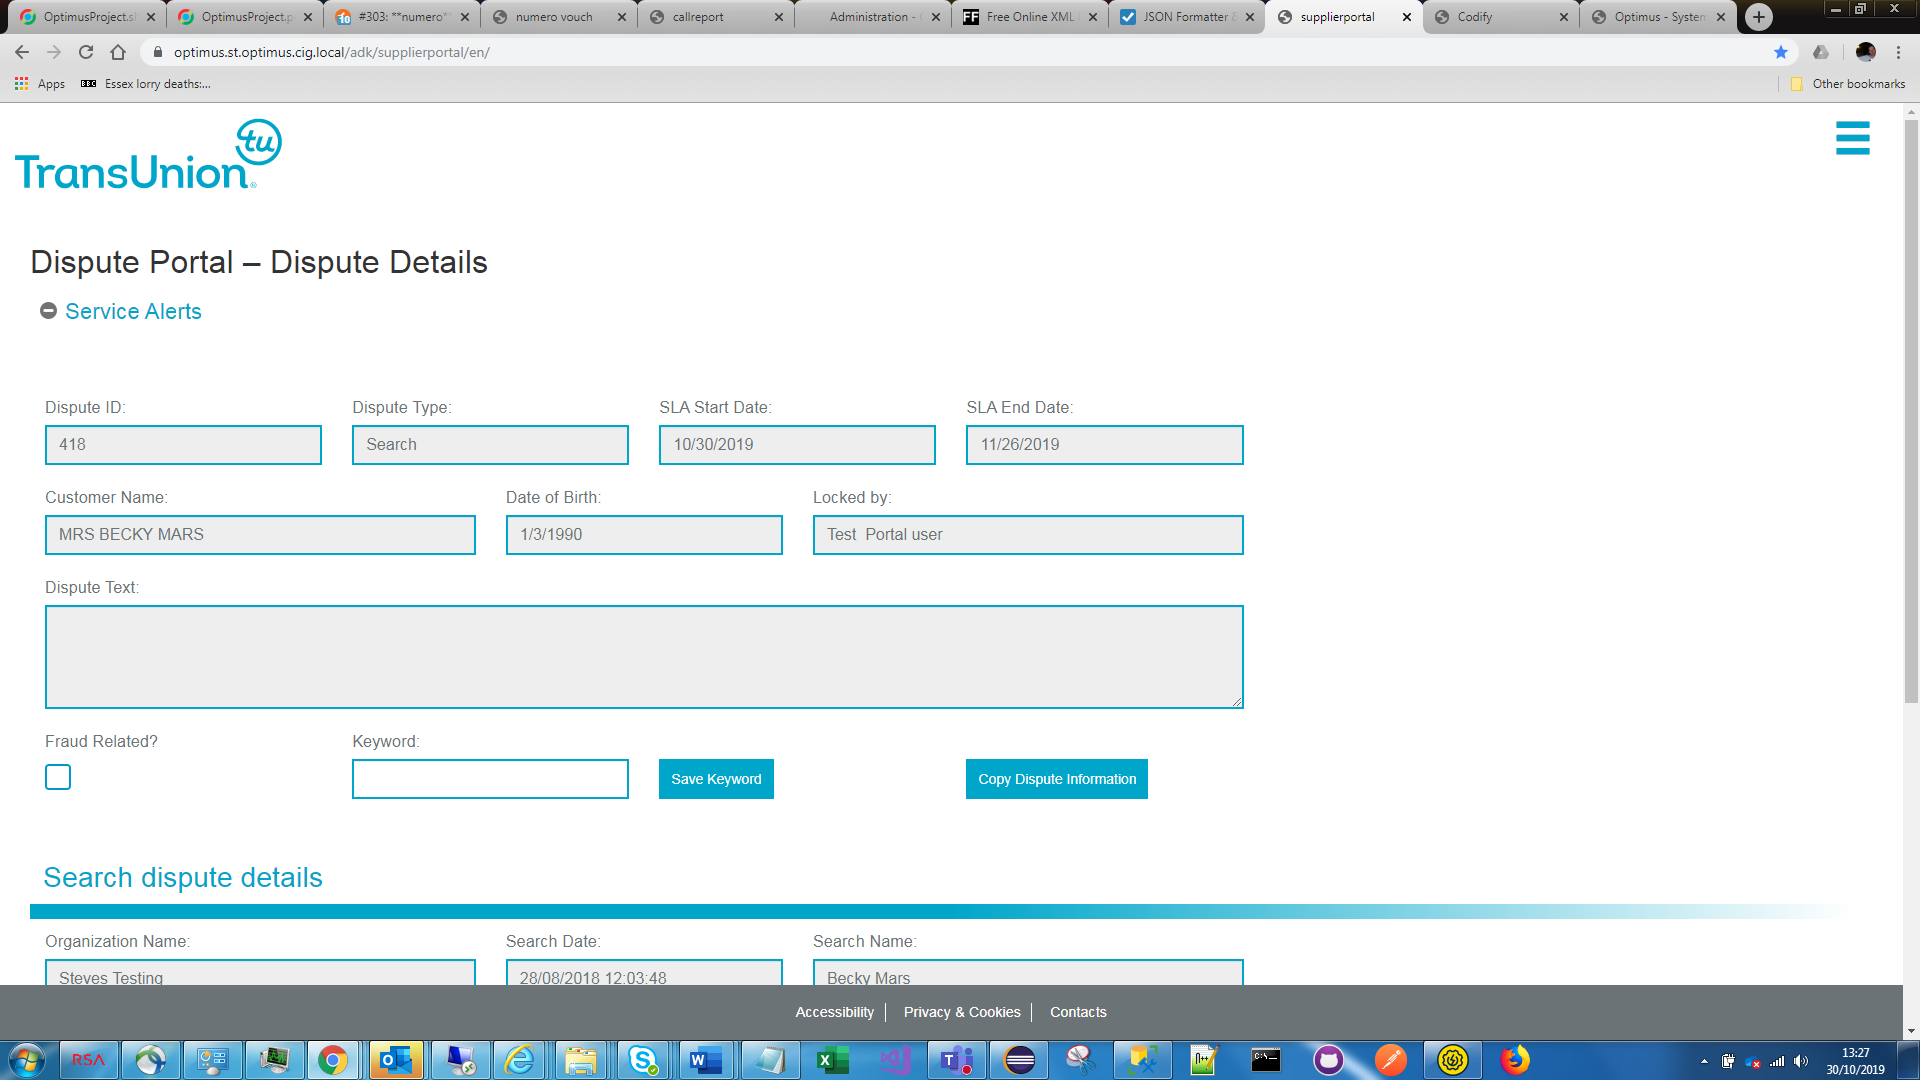 OptimusProject.s
OptimusProject.p
#303: **numero*
numero vouch
callreport
Administration -
Free Online XML
JSON Formatter &
supplierportal
Codify
Optimus - System
optimus.st.optimus.cig.local/adk/supplierportal/en/
Apps
BBC
Essex lorry deaths:...
Other bookmarks
tu
TransUnion®
Dispute Portal – Dispute Details
Service Alerts
Dispute ID:
Dispute Type:
SLA Start Date:
SLA End Date:
418
Search
10/30/2019
11/26/2019
Customer Name:
Date of Birth:
Locked by:
MRS BECKY MARS
1/3/1990
Test  Portal user
Dispute Text:
Fraud Related?
Keyword:
Save Keyword
Copy Dispute Information
Search dispute details
Organization Name:
Search Date:
Search Name:
Steves Testing
28/08/2018 12:03:48
Becky Mars
Accessibility
Privacy & Cookies
Contacts
RSA
13:27
30/10/2019